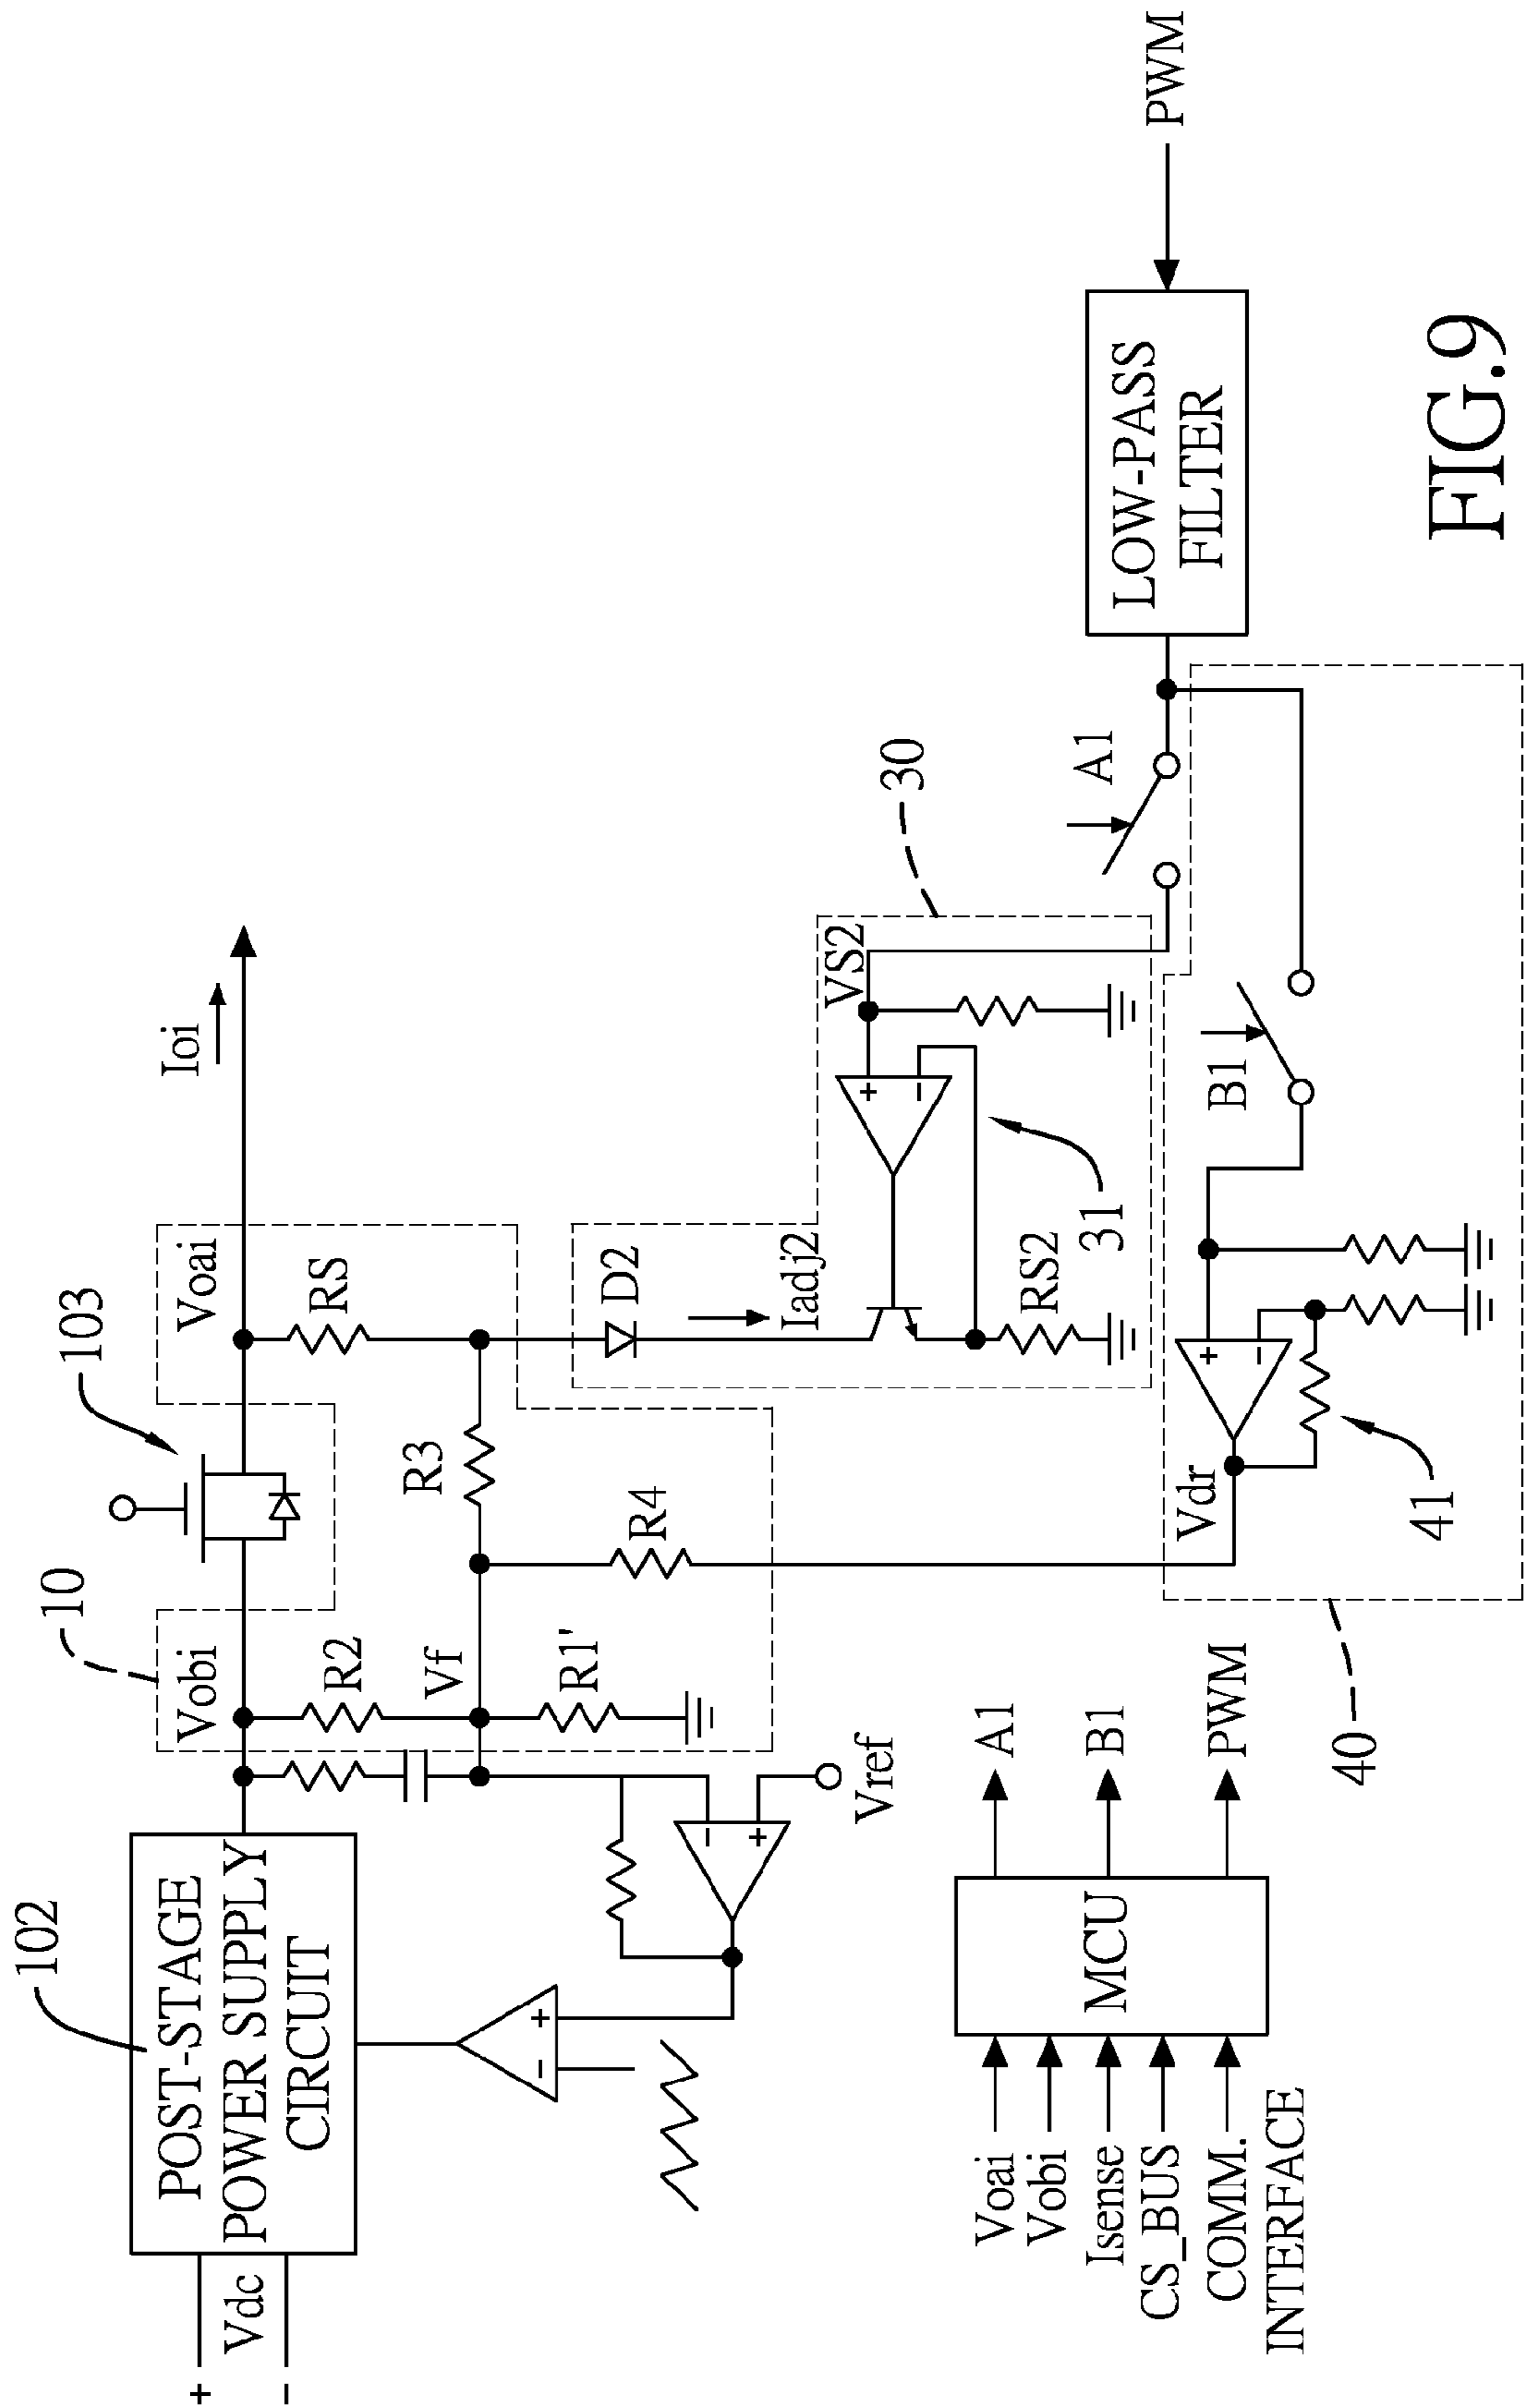 102
POST-STAGE
POWER SUPPLY
CIRCUIT
+
Vdc
−
10
Vobi
103
Voai
Ioi
R2
Vf
R1'
R3
RS
R4
D2
Iadj2
−
+
Vref
+
−
30
VS2
+
−
31
RS2
A1
LOW-PASS
FILTER
PWM
B1
+
−
Vdr
41
40
Voai
Vobi
Isense
CS_BUS
COMM.
INTERFACE
MCU
A1
B1
PWM
FIG.9